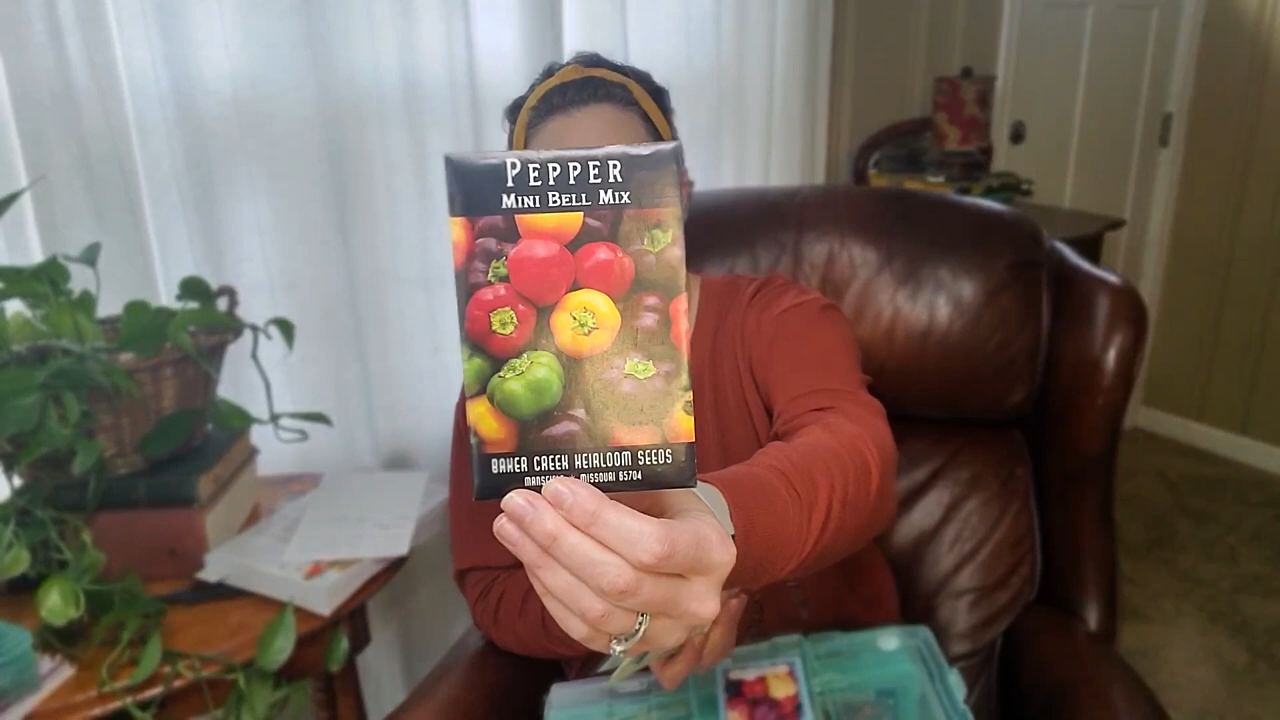 PEPPER
MINI BELL MIX
BAKER CREEK HEIRLOOM SEEDS
MISSOURI 65704